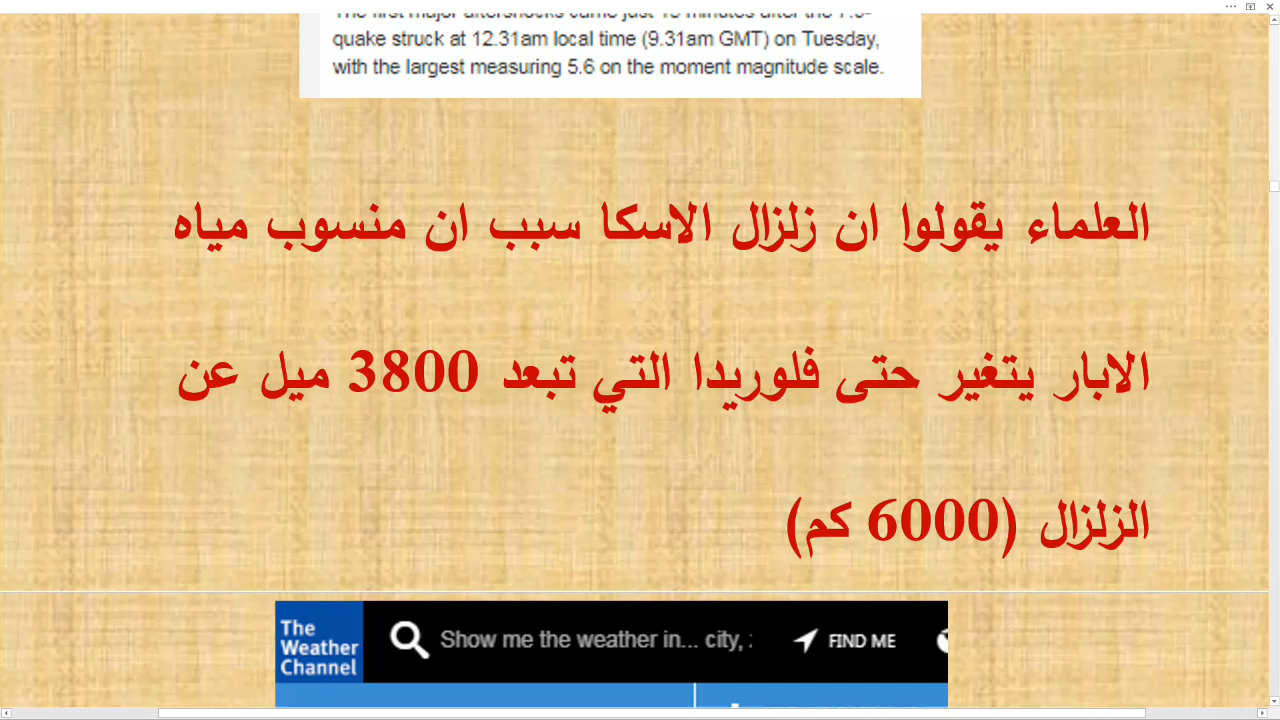 quake struck at 12.31am local time (9.31am GMT) on Tuesday,
with the largest measuring 5.6 on the moment magnitude scale.
العلماء يقولوا ان زلزال الاسكا سبب ان منسوب مياه
الابار يتغير حتى فلوريدا التي تبعد 3800 ميل عن
الزلزال (6000 كم)
The
Weather
Channel
Show me the weather in... city,
FIND ME